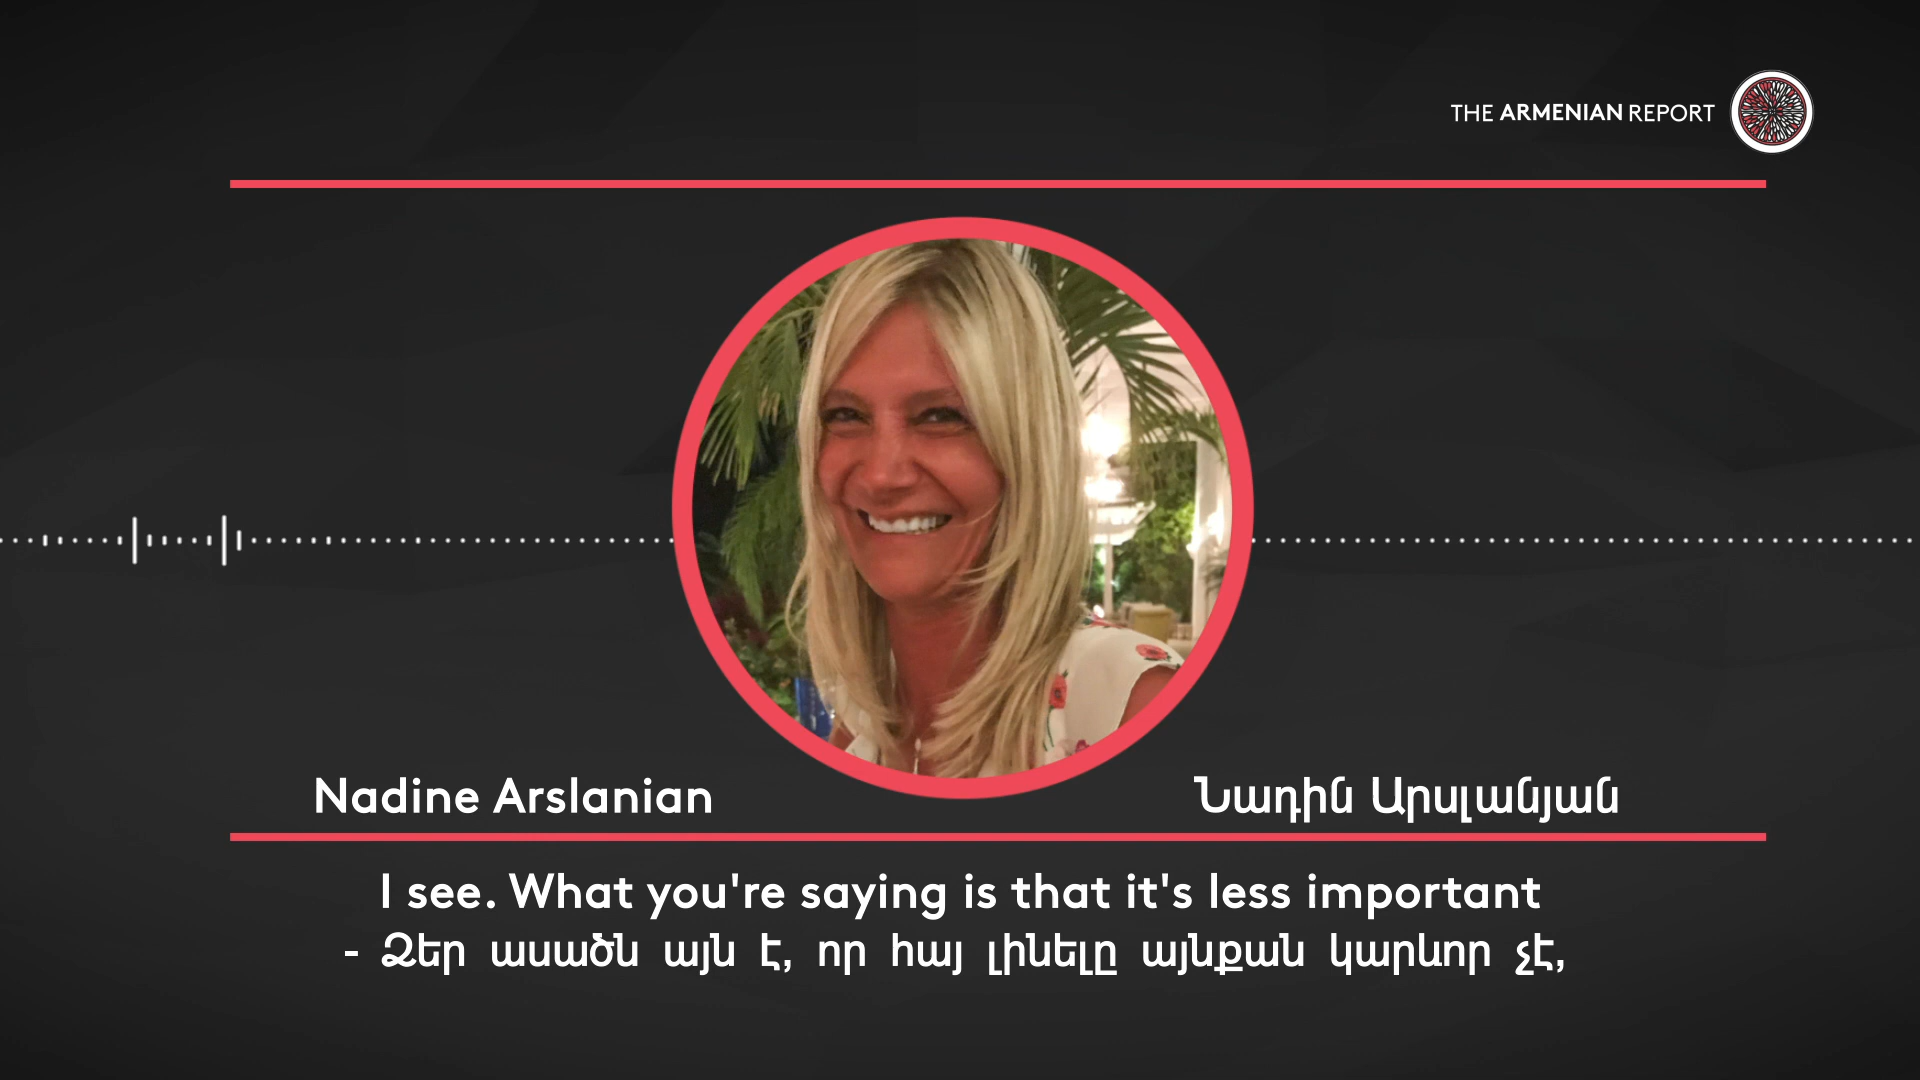 THE ARMENIAN REPORT
Nadine Arslanian
Նադին Արսլանյան
I see. What you're saying is that it's less important
- Ձեր ասածն այն է, որ հայ լինելը այնքան կարևոր չէ,